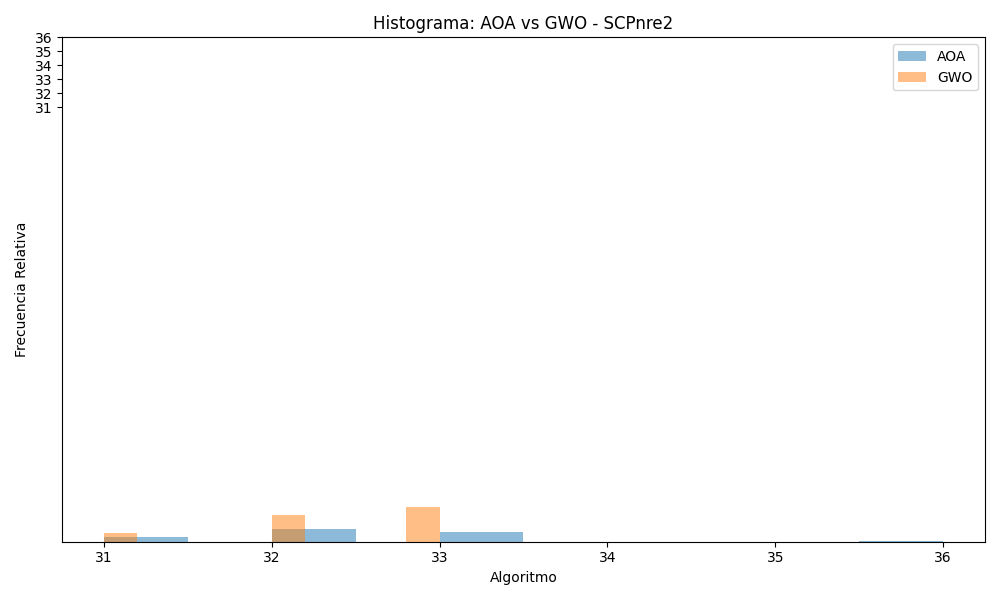 Histograma: AOA vs GWO - SCPnre2
36
35
34
33
32
31
Frecuencia Relativa
AOA
GWO
31 32 33 34 35 36
Algoritmo